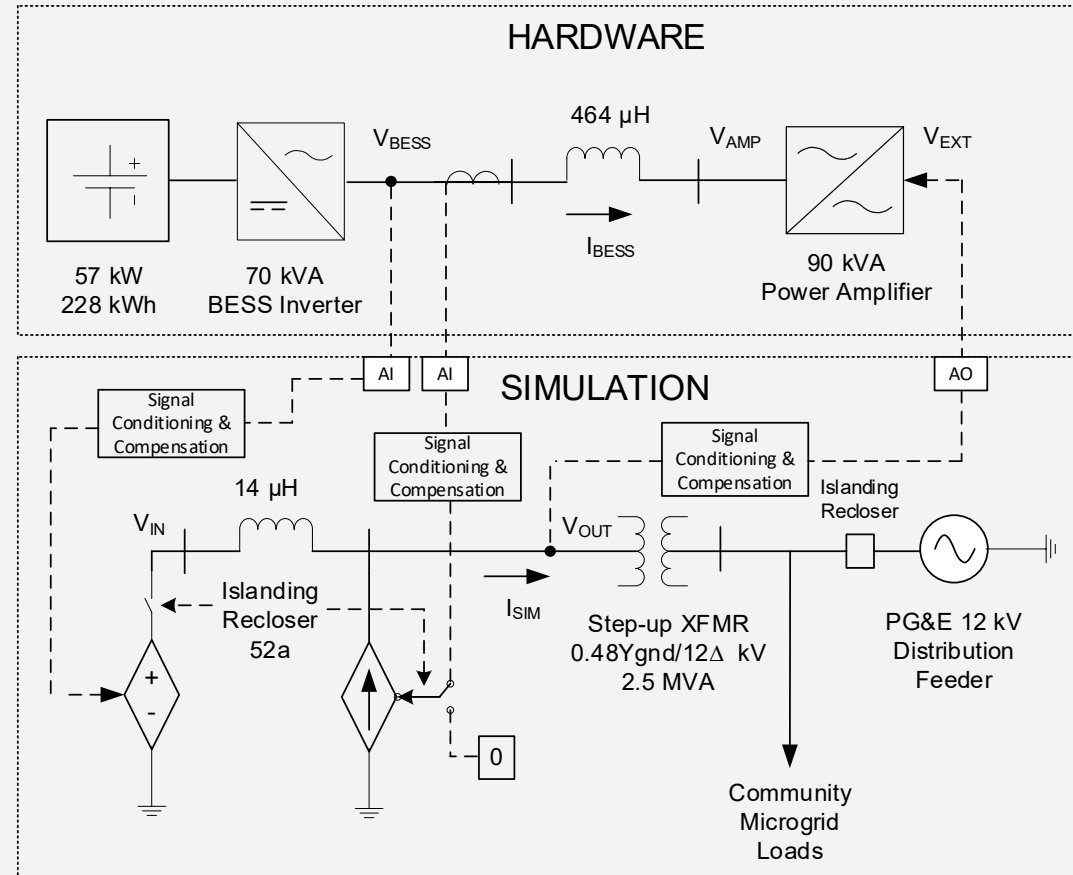 HARDWARE
464 µH
V_BESS
V_AMP
V_EXT
+
-
I_BESS
57 kW
228 kWh
70 kVA
BESS Inverter
90 kVA
Power Amplifier
AI
AI
AO
SIMULATION
Signal
Conditioning &
Compensation
Signal
Conditioning &
Compensation
Signal
Conditioning &
Compensation
14 µH
Islanding
Recloser
V_IN
V_OUT
Islanding
Recloser
52a
I_SIM
Step-up XFMR
0.48Ygnd/12Δ kV
2.5 MVA
PG&E 12 kV
Distribution
Feeder
+
-
0
Community
Microgrid
Loads